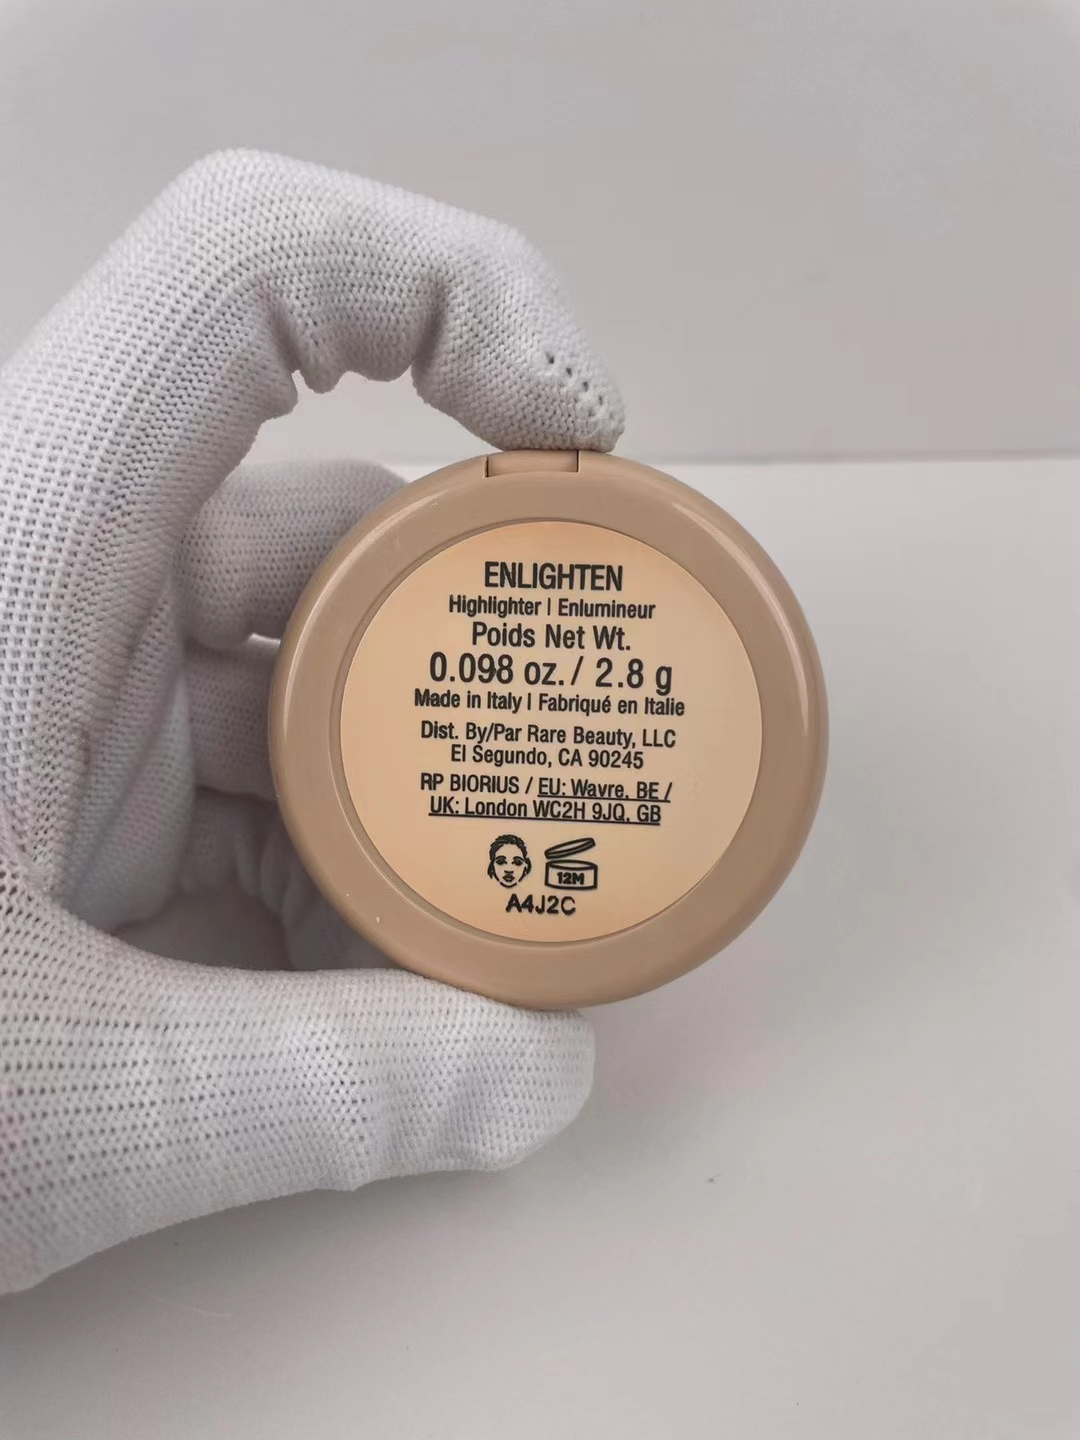 ENLIGHTEN
Highlighter | Enlumineur
Poids Net Wt.
0.098 oz. / 2.8 g
Made in Italy | Fabriqué en Italie
Dist. By/Par Rare Beauty, LLC
El Segundo, CA 90245
RP BIORIUS / EU: Wavre, BE /
UK: London WC2H 9JQ, GB
12M
A4J2C